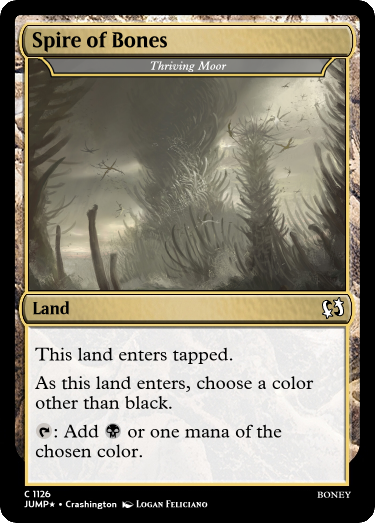 Spire of Bones
Thriving Moor
Land
This land enters tapped.
As this land enters, choose a color
other than black.
: Add or one mana of the
chosen color.
C 1126
JUMP★ • Crashington Logan Feliciano
BONEY